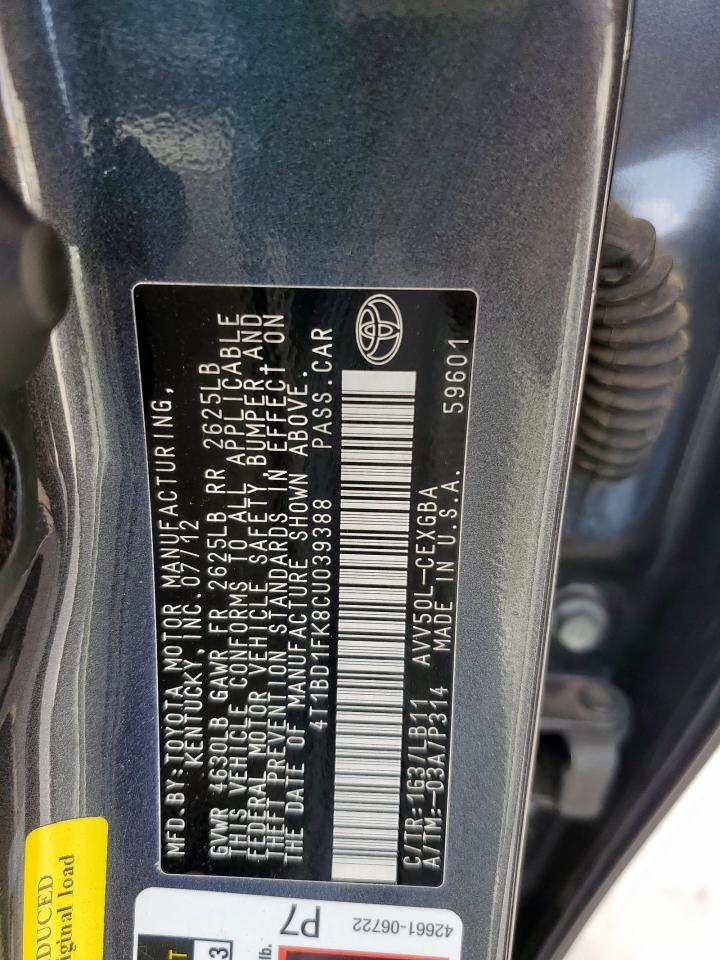 MFD.BY:TOYOTA MOTOR MANUFACTURING,
KENTUCKY, INC. 07/12
GVWR 4630LB GAWR FR 2625LB RR 2625LB
THIS VEHICLE CONFORMS TO ALL APPLICABLE
FEDERAL MOTOR VEHICLE SAFETY, BUMPER AND
THEFT PREVENTION STANDARDS IN EFFECT ON
THE DATE OF MANUFACTURE SHOWN ABOVE.
4T1BD1FK8CU039388 PASS.CAR
C/TR:1G3/LB11 AVV50L-CEXGBA
A/TM:-03A/P314 MADE IN U.S.A. 59601
DUCED
iginal load
T
3
lb.
P7
42661-06722